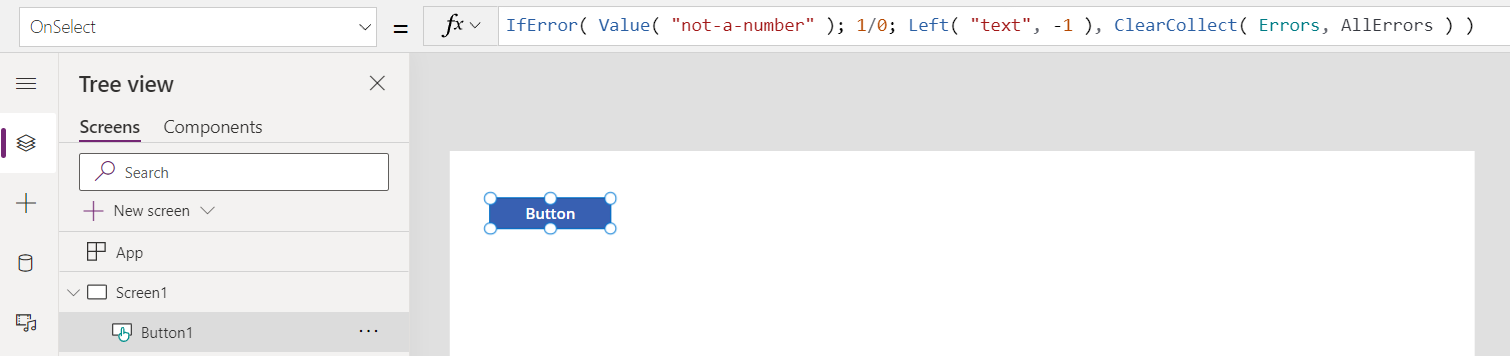 OnSelect = fx IfError( Value( "not-a-number" ); 1/0; Left( "text", -1 ), ClearCollect( Errors, AllErrors ) )
Tree view
Screens Components
Search
New screen
App
Screen1
Button1 ...
Button